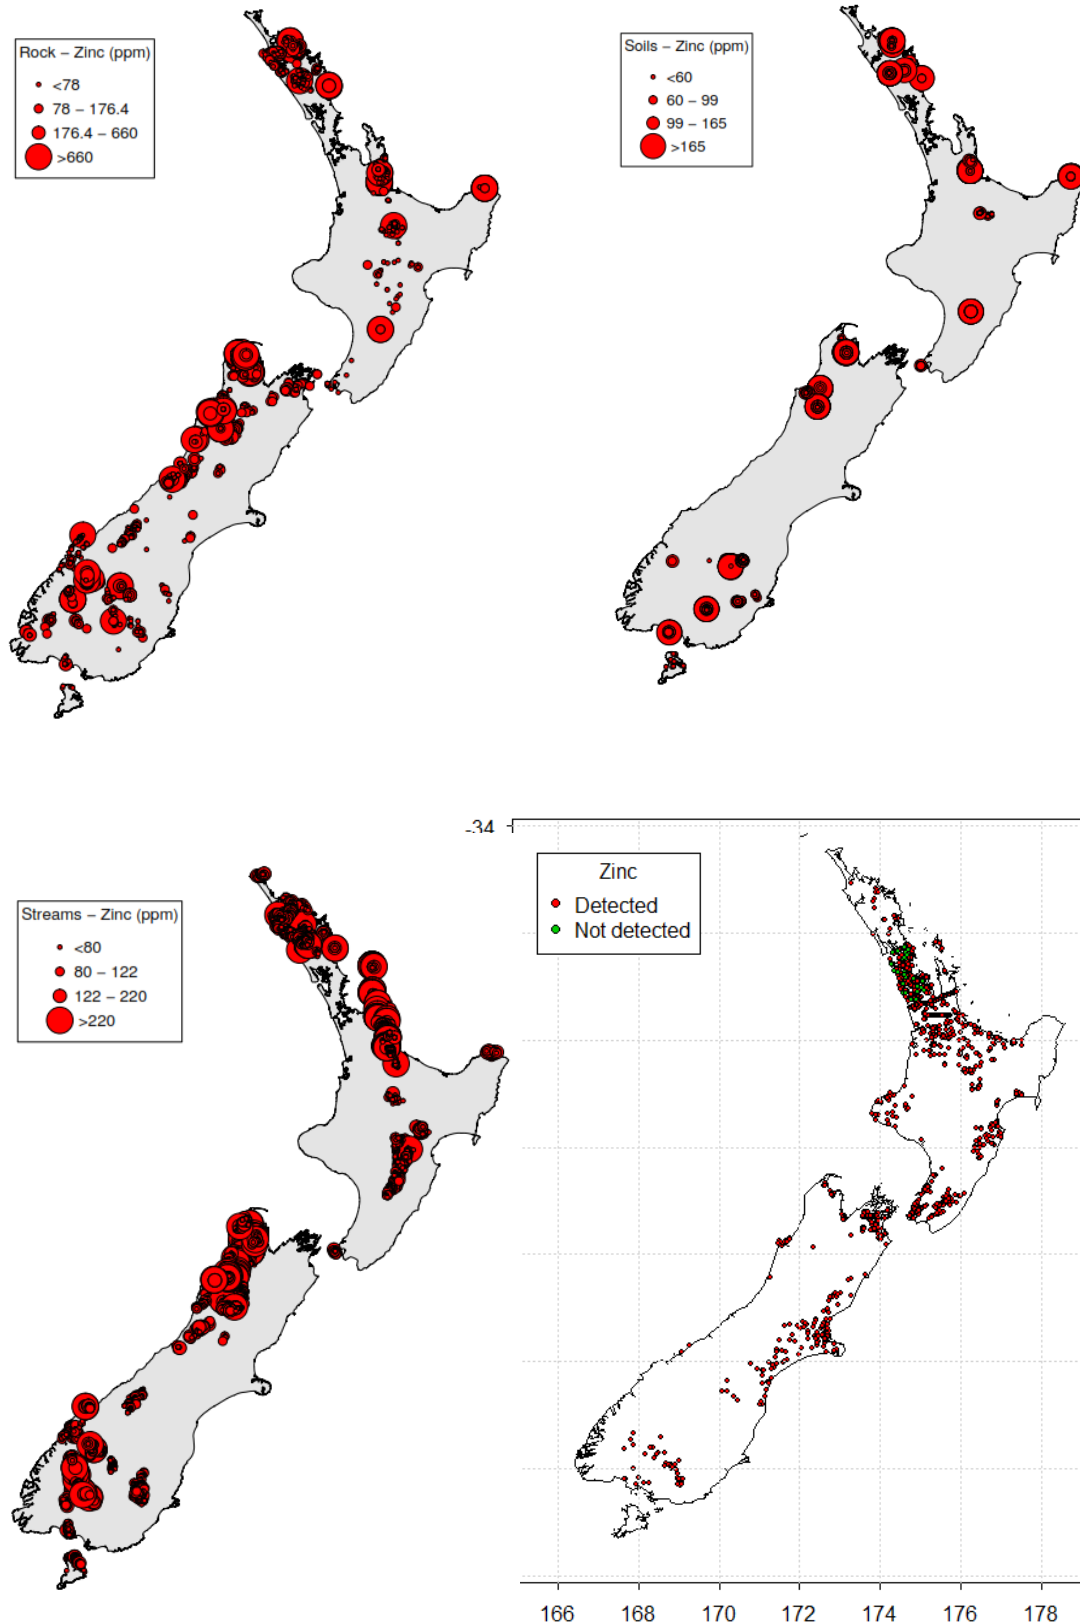 Rock – Zinc (ppm)
<78
78 – 176.4
176.4 – 660
>660
Soils – Zinc (ppm)
<60
60 – 99
99 – 165
>165
Streams – Zinc (ppm)
<80
80 – 122
122 – 220
>220
-34
Zinc
Detected
Not detected
166 168 170 172 174 176 178